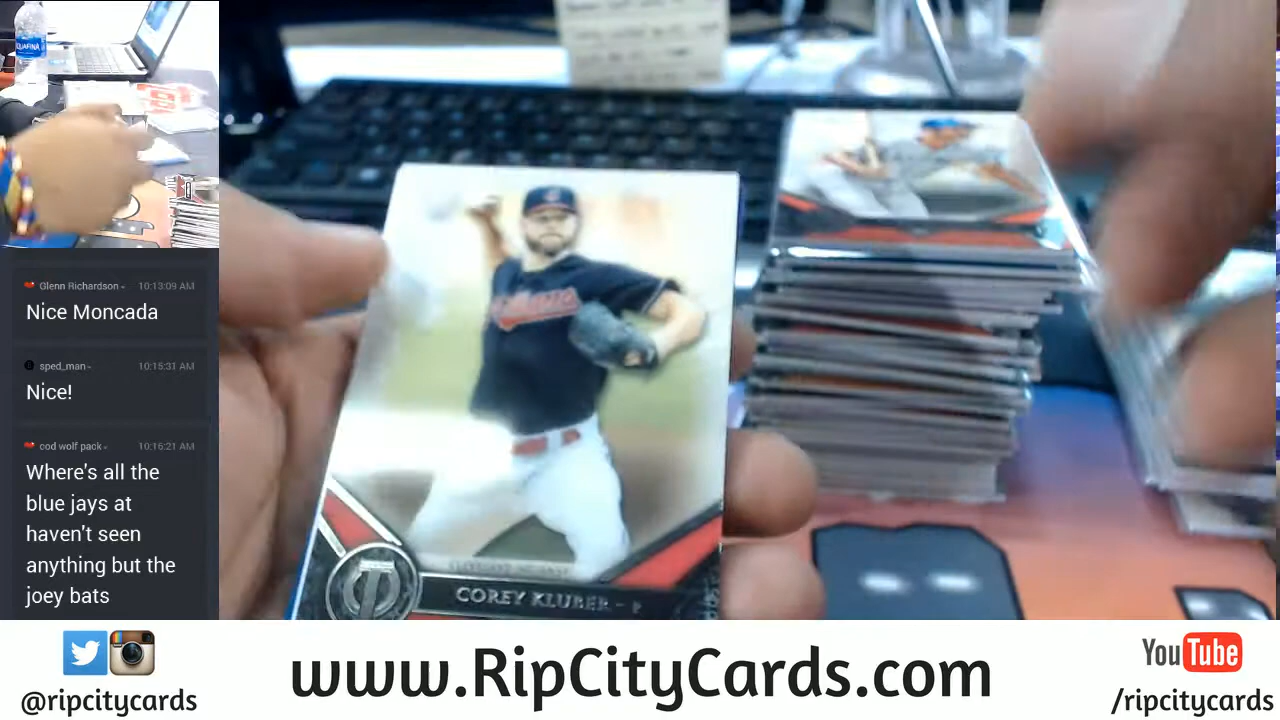 AQUAFINA
Glenn Richardson
10:13:09 AM
Nice Moncada
sped_man
10:15:31 AM
Nice!
cod wolf pack
10:16:21 AM
Where's all the
blue jays at
haven't seen
anything but the
joey bats
Indians
COREY KLUBER - P
@ripcitycards
www.RipCityCards.com
YouTube
/ripcitycards